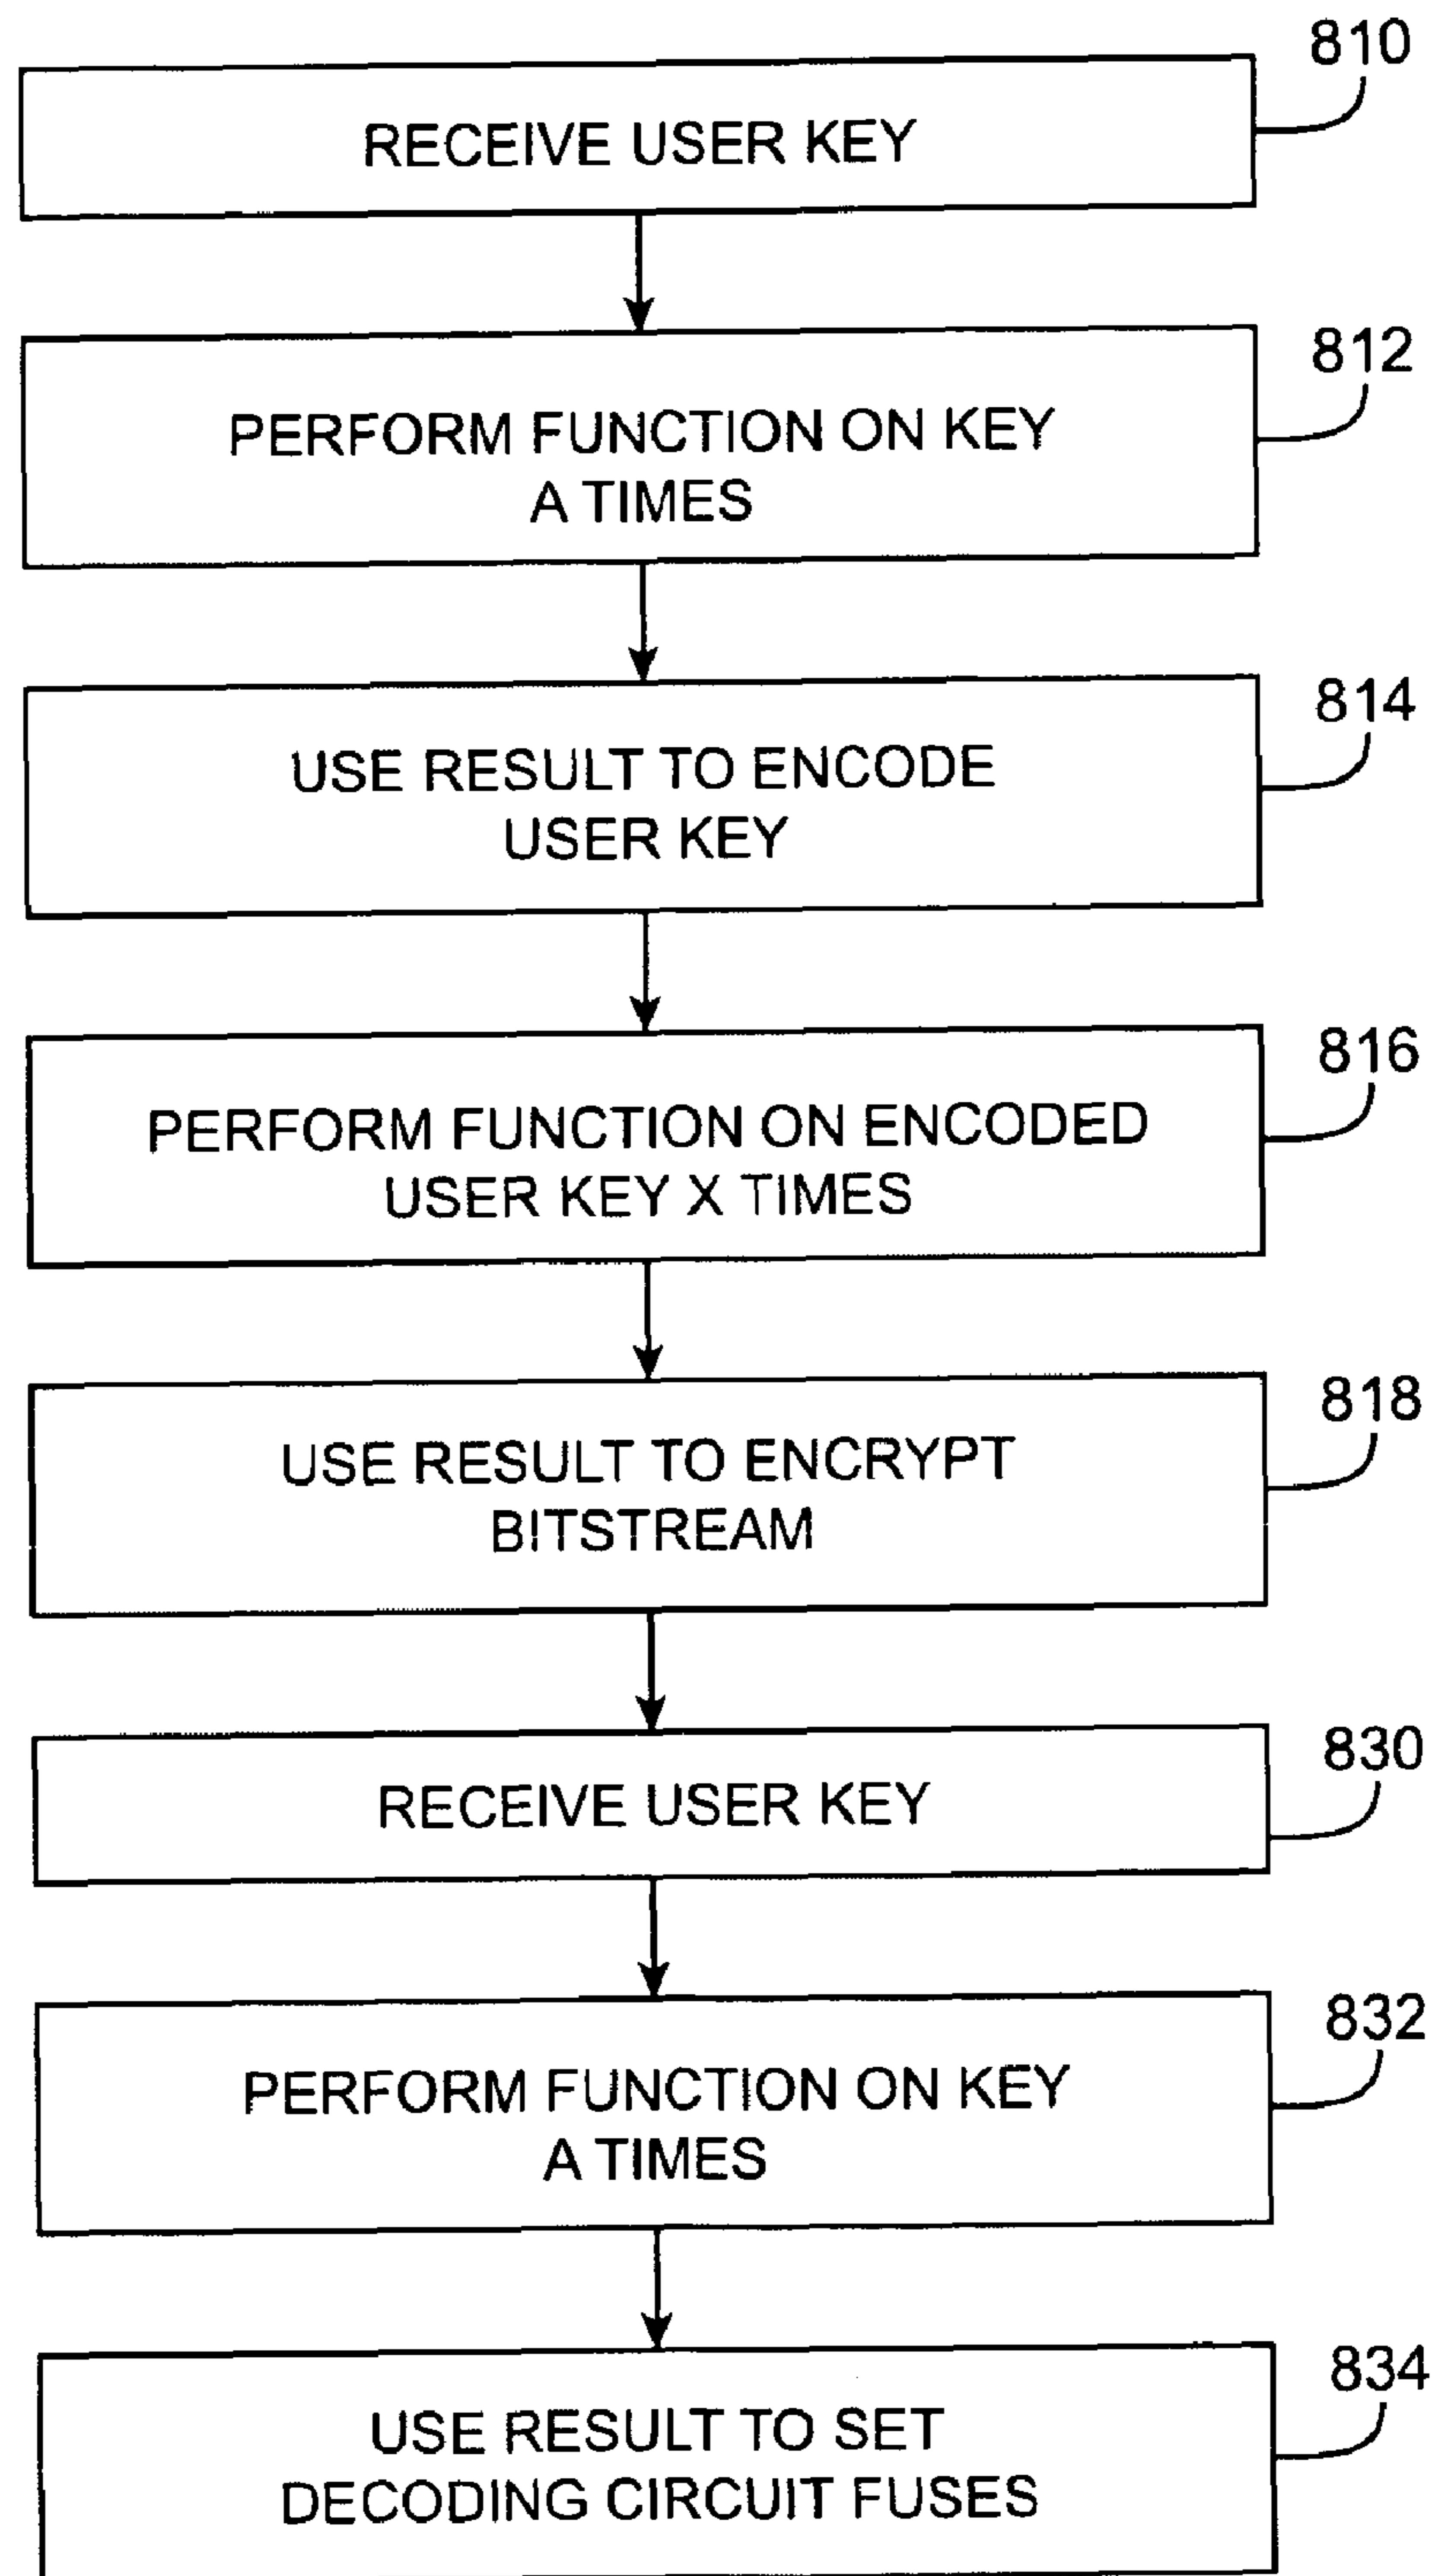 810
RECEIVE USER KEY
812
PERFORM FUNCTION ON KEY
A TIMES
814
USE RESULT TO ENCODE
USER KEY
816
PERFORM FUNCTION ON ENCODED
USER KEY X TIMES
818
USE RESULT TO ENCRYPT
BITSTREAM
830
RECEIVE USER KEY
832
PERFORM FUNCTION ON KEY
A TIMES
834
USE RESULT TO SET
DECODING CIRCUIT FUSES